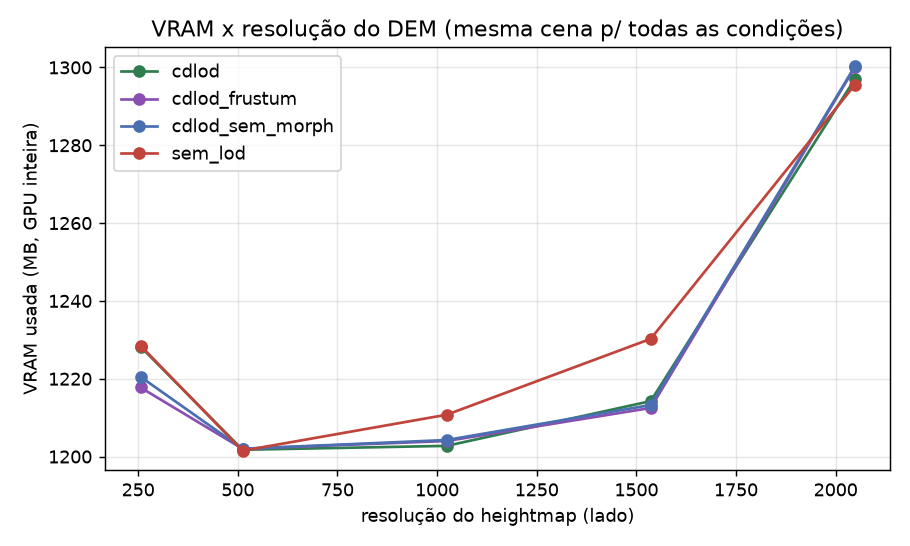 VRAM x resolução do DEM (mesma cena p/ todas as condições)
cdlod
cdlod_frustum
cdlod_sem_morph
sem_lod
VRAM usada (MB, GPU inteira)
1300
1280
1260
1240
1220
1200
250 500 750 1000 1250 1500 1750 2000
resolução do heightmap (lado)